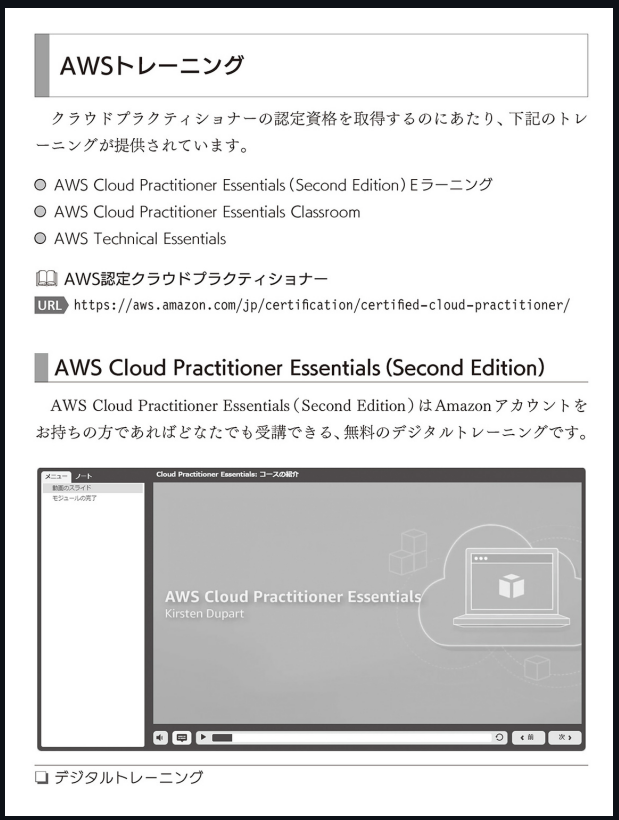 AWSトレーニング
クラウドプラクティショナーの認定資格を取得するのにあたり、下記のトレ
ーニングが提供されています。
AWS Cloud Practitioner Essentials（Second Edition）Eラーニング
AWS Cloud Practitioner Essentials Classroom
AWS Technical Essentials
AWS認定クラウドプラクティショナー
URL https://aws.amazon.com/jp/certification/certified-cloud-practitioner/
AWS Cloud Practitioner Essentials（Second Edition）
AWS Cloud Practitioner Essentials（Second Edition）はAmazonアカウントを
お持ちの方であればどなたでも受講できる、無料のデジタルトレーニングです。
メニュー ノート Cloud Practitioner Essentials: コースの紹介
動画のスライド
モジュールの完了
AWS Cloud Practitioner Essentials
Kirsten Dupart
前 次
デジタルトレーニング